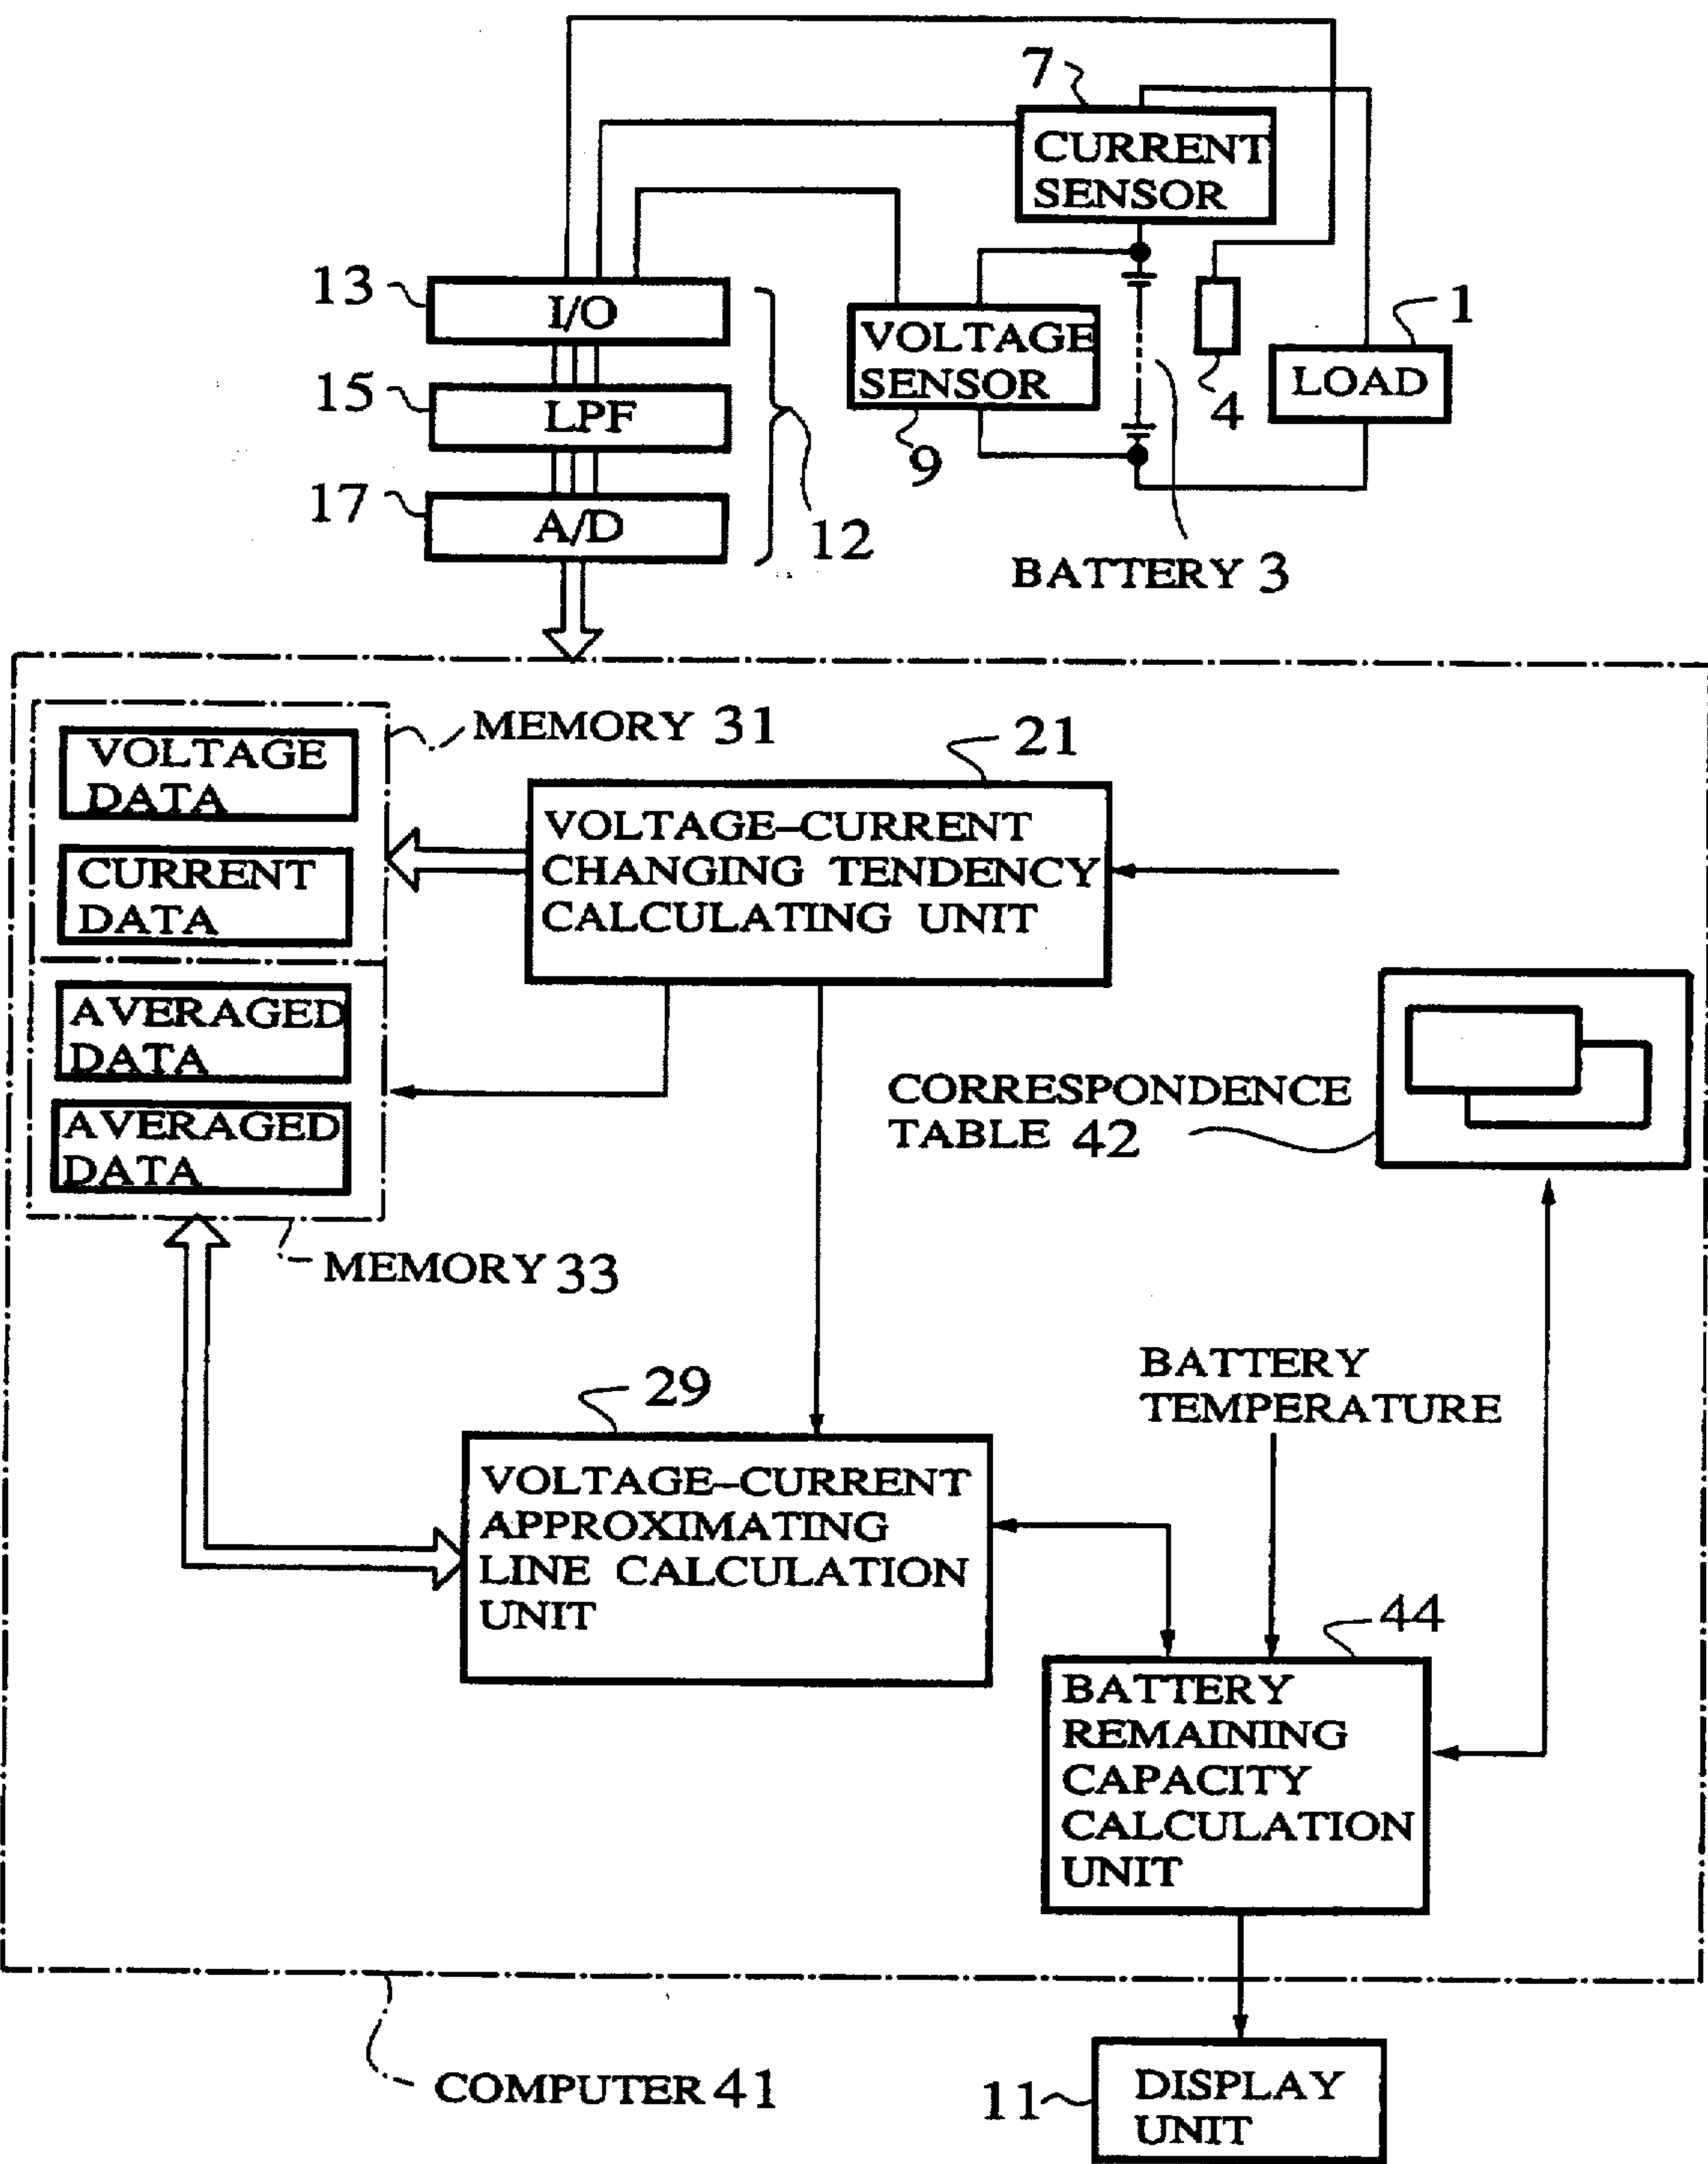 7
CURRENT
SENSOR
13
I/O
VOLTAGE
SENSOR
1
LOAD
15
LPF
4
9
17
A/D
12
BATTERY 3
MEMORY 31
21
VOLTAGE
DATA
VOLTAGE–CURRENT
CHANGING TENDENCY
CALCULATING UNIT
CURRENT
DATA
AVERAGED
DATA
CORRESPONDENCE
TABLE 42
AVERAGED
DATA
MEMORY 33
BATTERY
TEMPERATURE
29
VOLTAGE–CURRENT
APPROXIMATING
LINE CALCULATION
UNIT
44
BATTERY
REMAINING
CAPACITY
CALCULATION
UNIT
COMPUTER 41
11
DISPLAY
UNIT